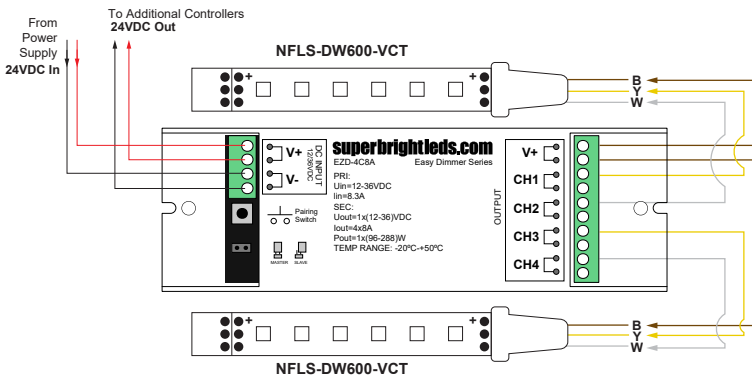 From
Power
Supply
24VDC In
To Additional Controllers
24VDC Out
NFLS-DW600-VCT
+
+
B
Y
W
V+
V-
DC INPUT
12/36VDC
Pairing
Switch
MASTER
SLAVE
superbrightleds.com
EZD-4C8A Easy Dimmer Series
PRI:
Uin=12-36VDC
Iin=8.3A
SEC:
Uout=1x(12-36)VDC
Iout=4x8A
Pout=1x(96-288)W
TEMP RANGE: -20ºC-+50ºC
OUTPUT
V+
CH1
CH2
CH3
CH4
+
+
B
Y
W
NFLS-DW600-VCT